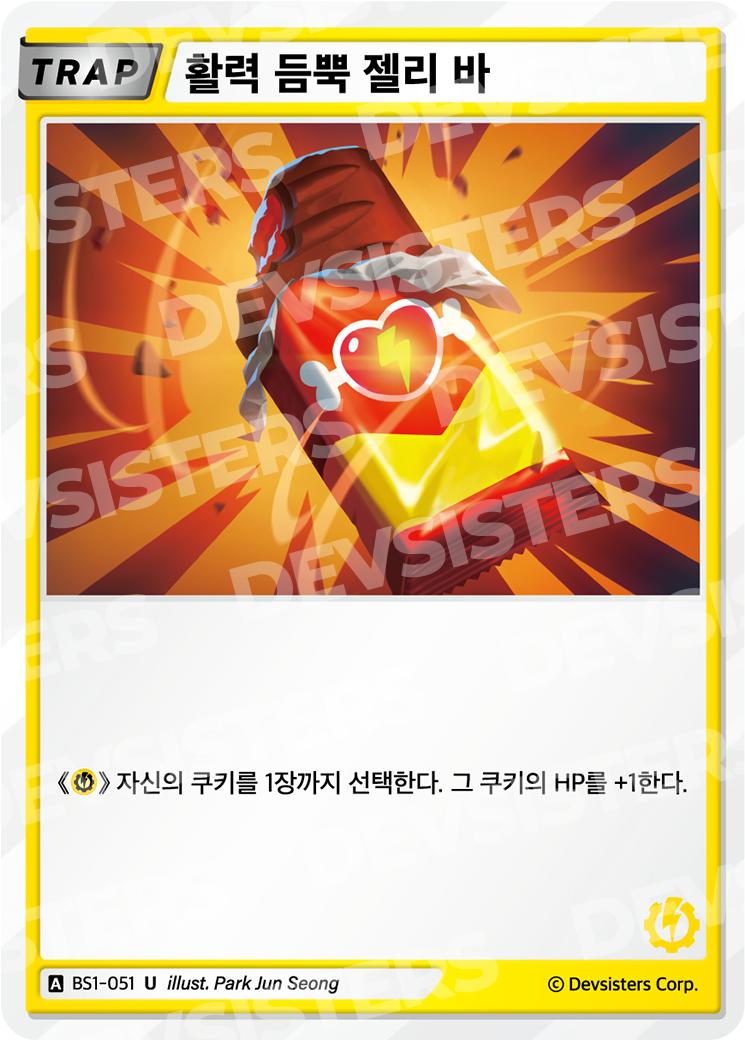 TRAP
활력 듬뿍 젤리 바
《 》 자신의 쿠키를 1장까지 선택한다. 그 쿠키의 HP를 +1한다.
A BS1-051 U illust. Park Jun Seong
© Devsisters Corp.
DEVSISTERS